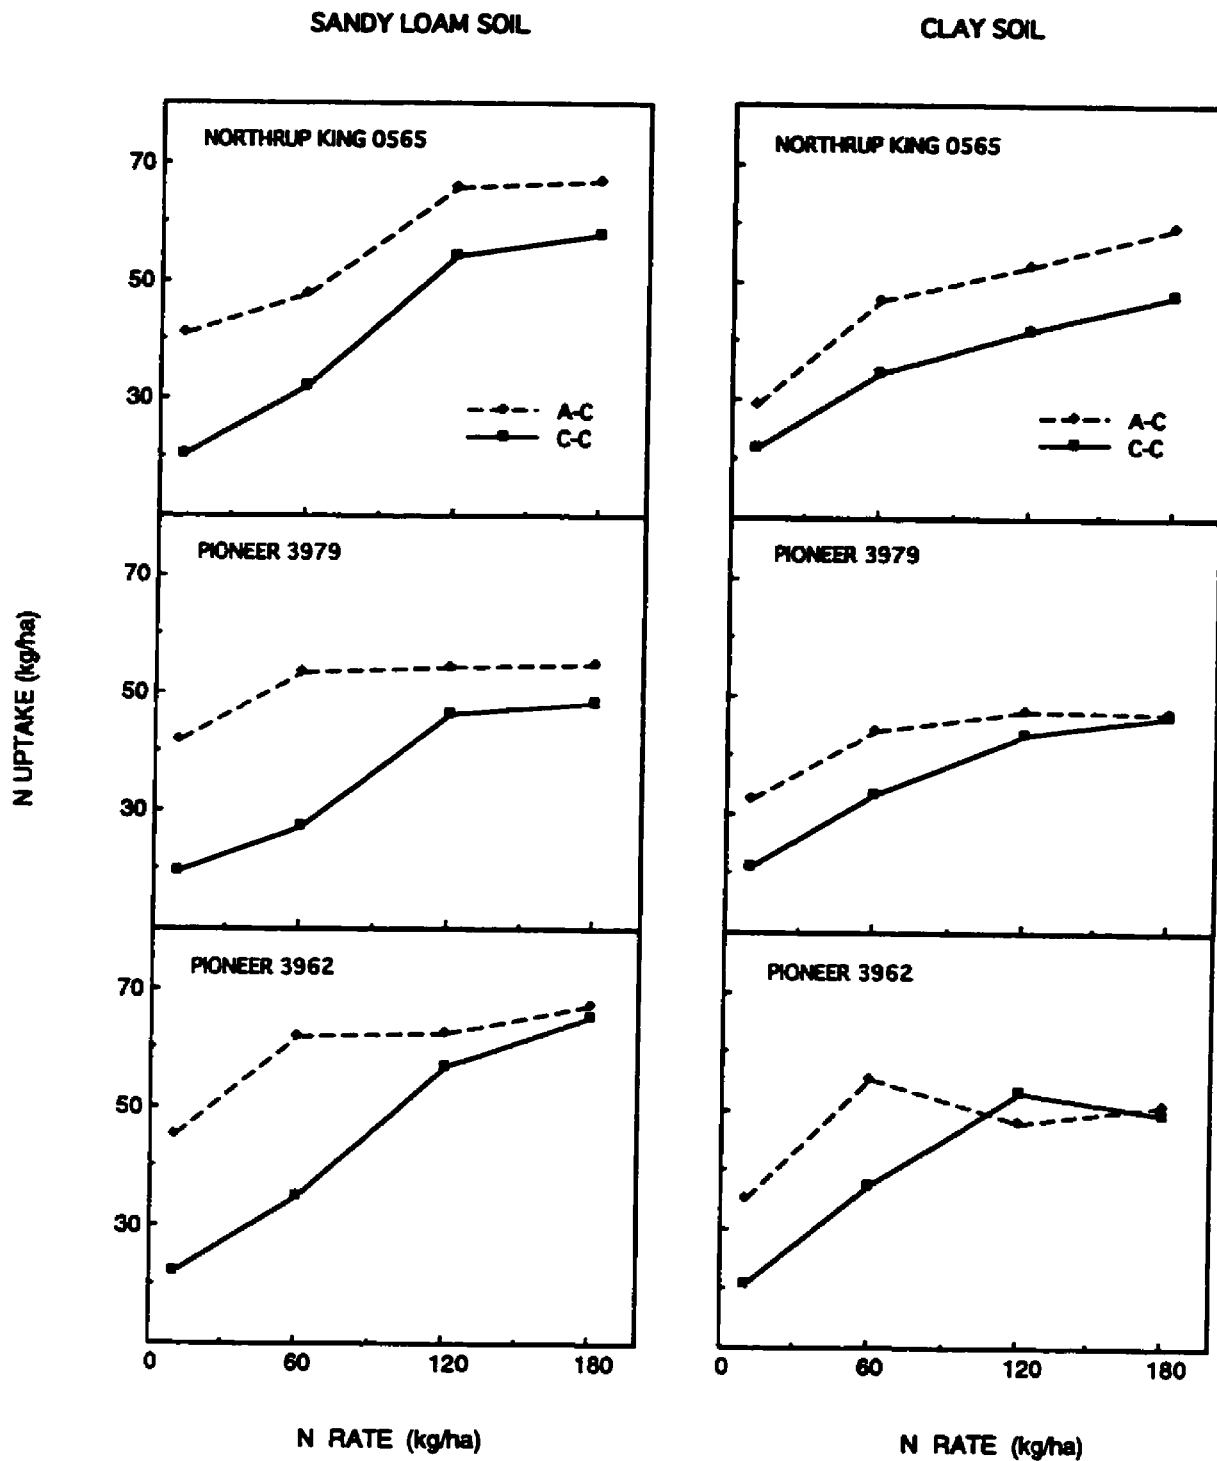 SANDY LOAM SOIL
CLAY SOIL
NORTHRUP KING 0565
70
50
30
A-C
C-C
NORTHRUP KING 0565
A-C
C-C
PIONEER 3979
70
50
30
PIONEER 3979
N UPTAKE (kg/ha)
PIONEER 3962
70
50
30
0 60 120 180
N RATE (kg/ha)
PIONEER 3962
0 60 120 180
N RATE (kg/ha)